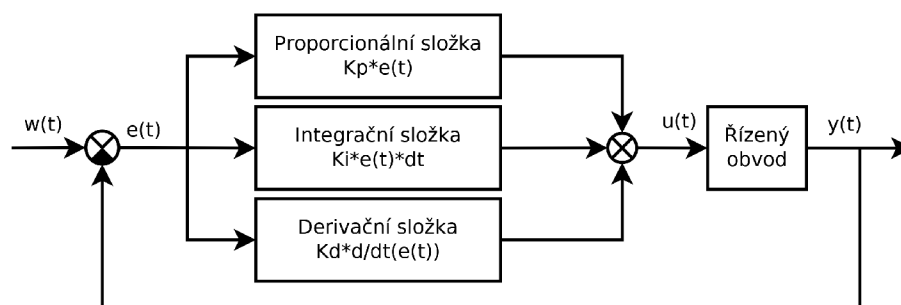 Proporcionální složka
Kp*e(t)
w(t)
e(t)
Integrační složka
Ki*e(t)*dt
u(t)
Řízený
obvod
y(t)
Derivační složka
Kd*d/dt(e(t))